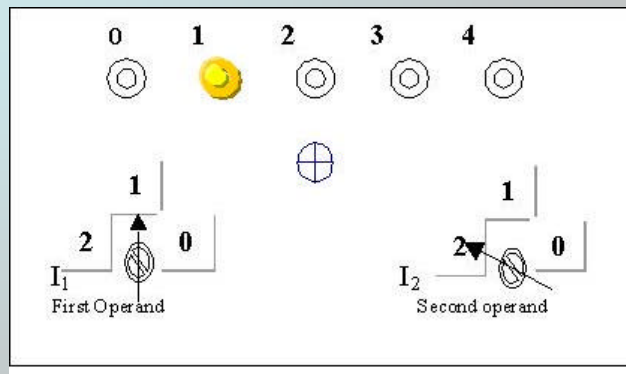 0 1 2 3 4
1
2 0
I1
First Operand
1
2 0
I2
Second operand